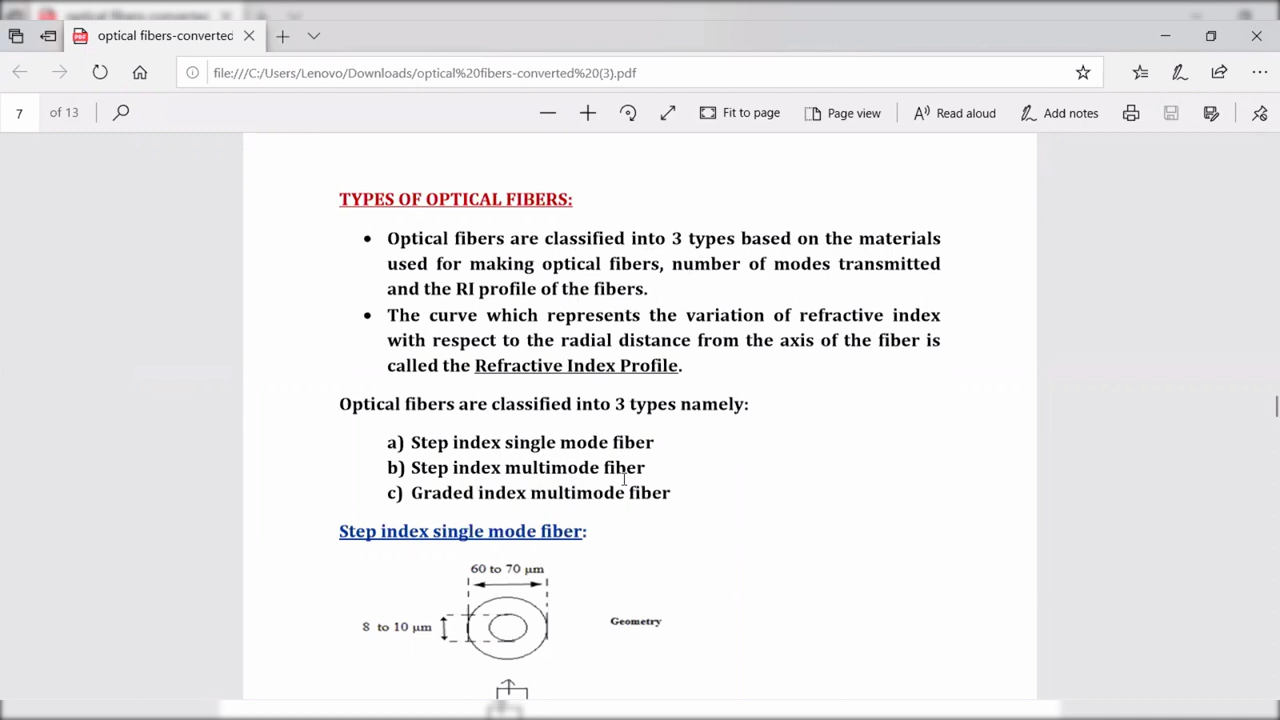 optical fibers-converted
file:///C:/Users/Lenovo/Downloads/optical%20fibers-converted%20(3).pdf
7 of 13
Fit to page
Page view
Read aloud
Add notes
TYPES OF OPTICAL FIBERS:
• Optical fibers are classified into 3 types based on the materials
used for making optical fibers, number of modes transmitted
and the RI profile of the fibers.
• The curve which represents the variation of refractive index
with respect to the radial distance from the axis of the fiber is
called the Refractive Index Profile.
Optical fibers are classified into 3 types namely:
a) Step index single mode fiber
b) Step index multimode fiber
c) Graded index multimode fiber
Step index single mode fiber:
60 to 70 μm
8 to 10 μm
Geometry